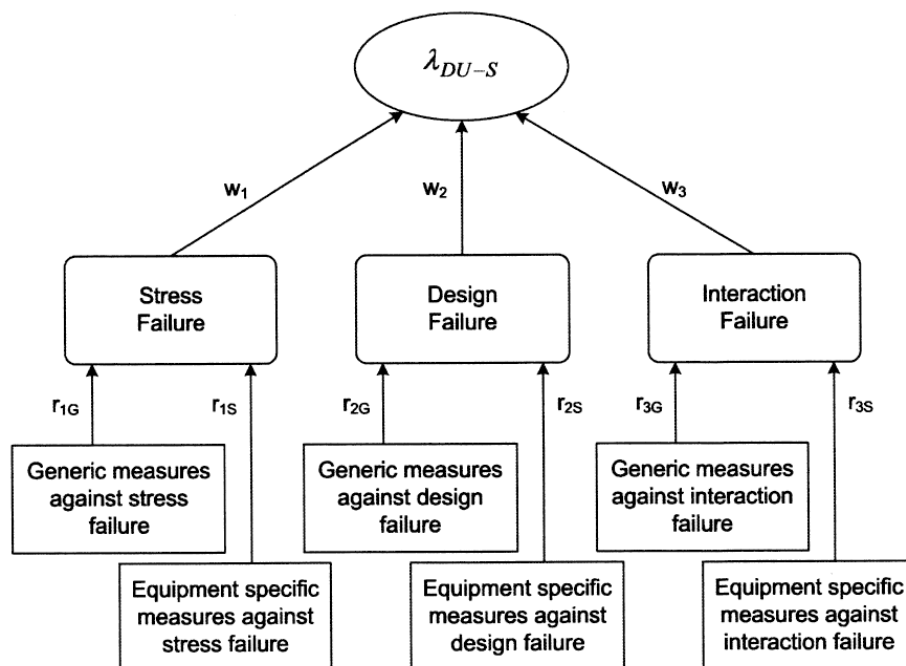 λDU−S
w1
w2
w3
Stress
Failure
Design
Failure
Interaction
Failure
r1G
r1S
r2G
r2S
r3G
r3S
Generic measures
against stress
failure
Generic measures
against design
failure
Generic measures
against interaction
failure
Equipment specific
measures against
stress failure
Equipment specific
measures against
design failure
Equipment specific
measures against
interaction failure